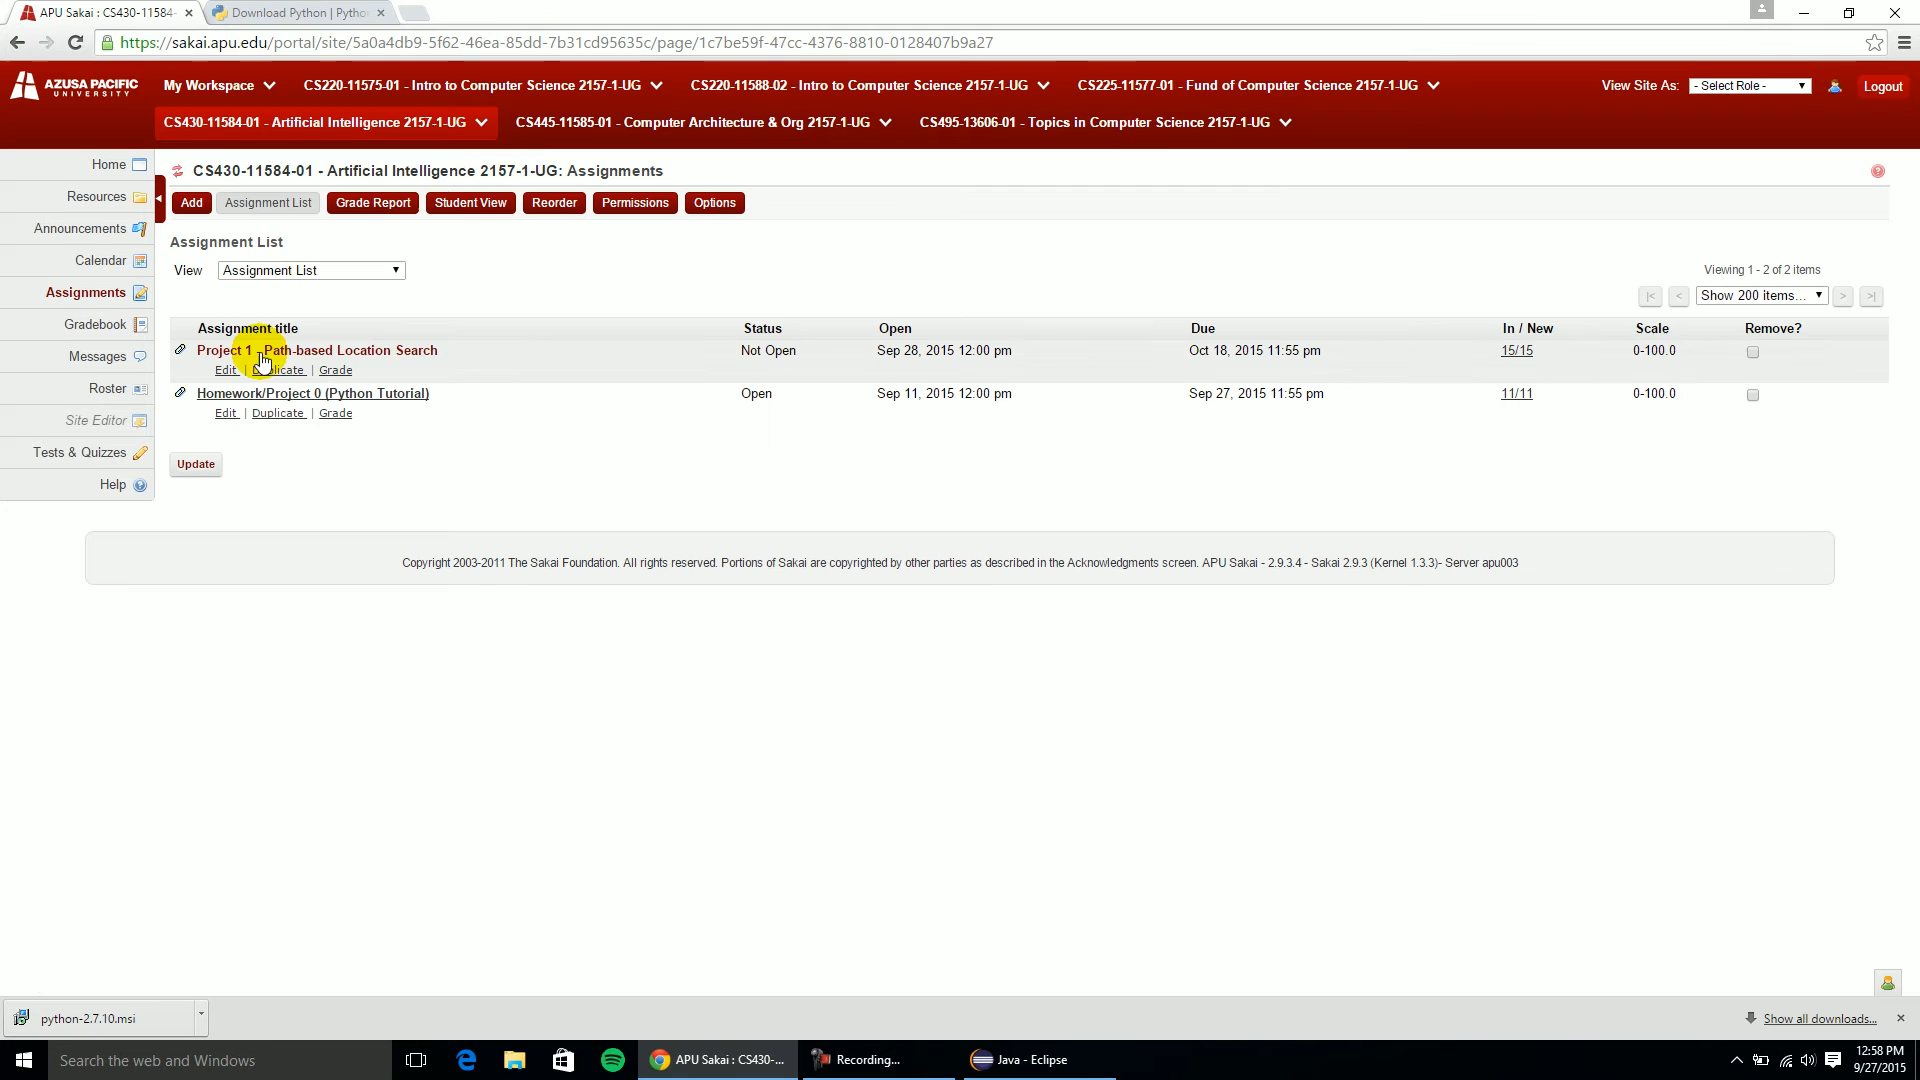 APU Sakai : CS430-11584-
Download Python | Pytho
https://sakai.apu.edu/portal/site/5a0a4db9-5f62-46ea-85dd-7b31cd95635c/page/1c7be59f-47cc-4376-8810-0128407b9a27
AZUSA PACIFIC
UNIVERSITY
My Workspace
CS220-11575-01 - Intro to Computer Science 2157-1-UG
CS220-11588-02 - Intro to Computer Science 2157-1-UG
CS225-11577-01 - Fund of Computer Science 2157-1-UG
View Site As:
- Select Role -
Logout
CS430-11584-01 - Artificial Intelligence 2157-1-UG
CS445-11585-01 - Computer Architecture & Org 2157-1-UG
CS495-13606-01 - Topics in Computer Science 2157-1-UG
Home
Resources
Announcements
Calendar
Assignments
Gradebook
Messages
Roster
Site Editor
Tests & Quizzes
Help
CS430-11584-01 - Artificial Intelligence 2157-1-UG: Assignments
Add
Assignment List
Grade Report
Student View
Reorder
Permissions
Options
Assignment List
View
Assignment List
Viewing 1 - 2 of 2 items
|<
<
Show 200 items...
>
>|
Assignment title Status Open Due In / New Scale Remove?
Project 1 - Path-based Location Search Not Open Sep 28, 2015 12:00 pm Oct 18, 2015 11:55 pm 15/15 0-100.0
Edit | Duplicate | Grade
Homework/Project 0 (Python Tutorial) Open Sep 11, 2015 12:00 pm Sep 27, 2015 11:55 pm 11/11 0-100.0
Edit | Duplicate | Grade
Update
Copyright 2003-2011 The Sakai Foundation. All rights reserved. Portions of Sakai are copyrighted by other parties as described in the Acknowledgments screen. APU Sakai - 2.9.3.4 - Sakai 2.9.3 (Kernel 1.3.3)- Server apu003
python-2.7.10.msi
Show all downloads...
Search the web and Windows
APU Sakai : CS430-...
Recording...
Java - Eclipse
12:58 PM
9/27/2015